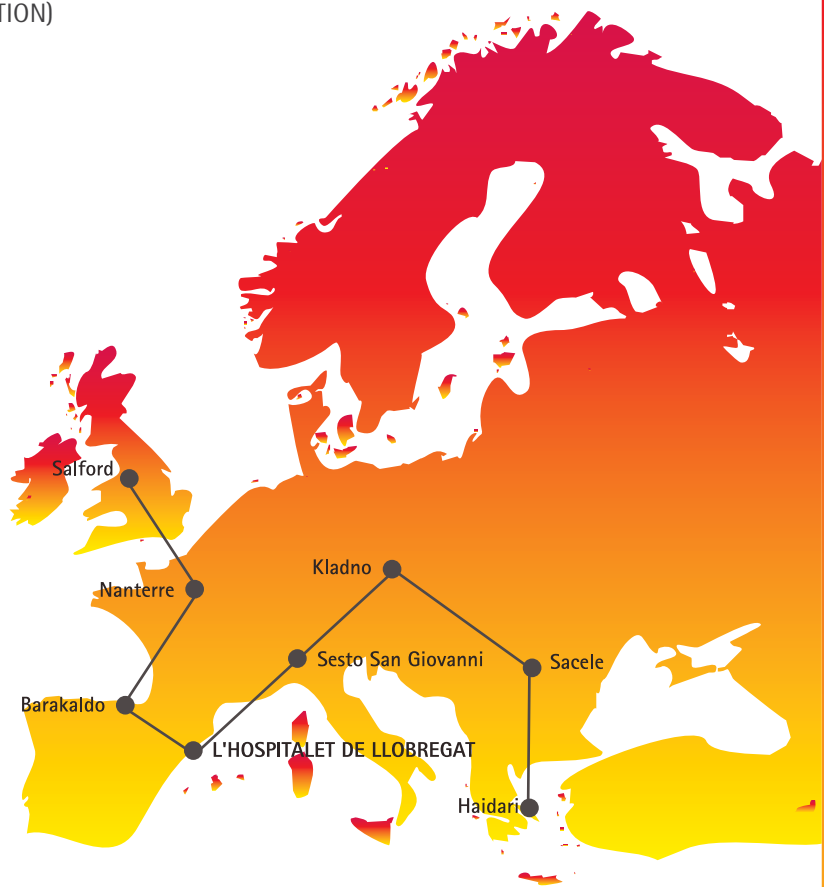 TION)
Salford
Kladno
Nanterre
Sesto San Giovanni
Sacele
Barakaldo
L'HOSPITALET DE LLOBREGAT
Haidari